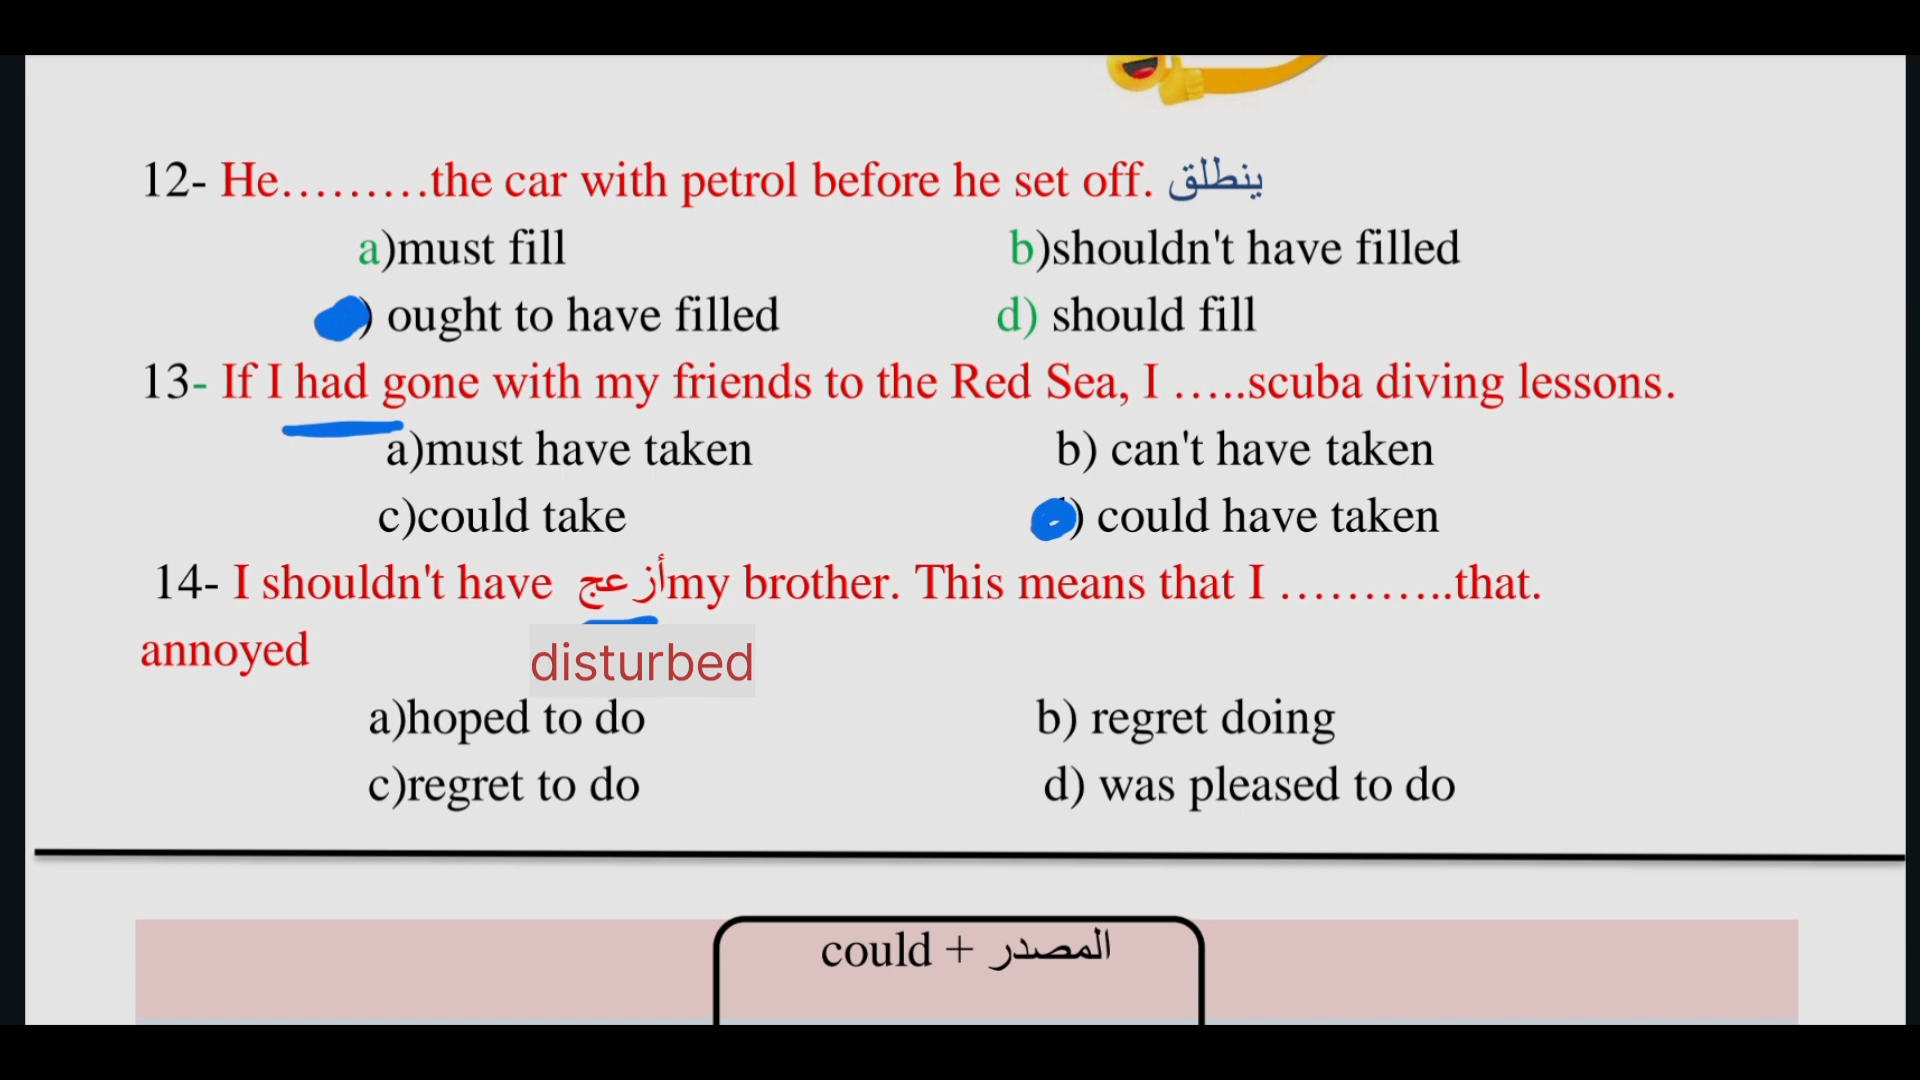 12- He………the car with petrol before he set off. ينطلق
a)must fill b)shouldn't have filled
) ought to have filled d) should fill
13- If I had gone with my friends to the Red Sea, I …..scuba diving lessons.
a)must have taken b) can't have taken
c)could take ) could have taken
14- I shouldn't have أزعج my brother. This means that I ………..that.
annoyed disturbed
a)hoped to do b) regret doing
c)regret to do d) was pleased to do
could + المصدر